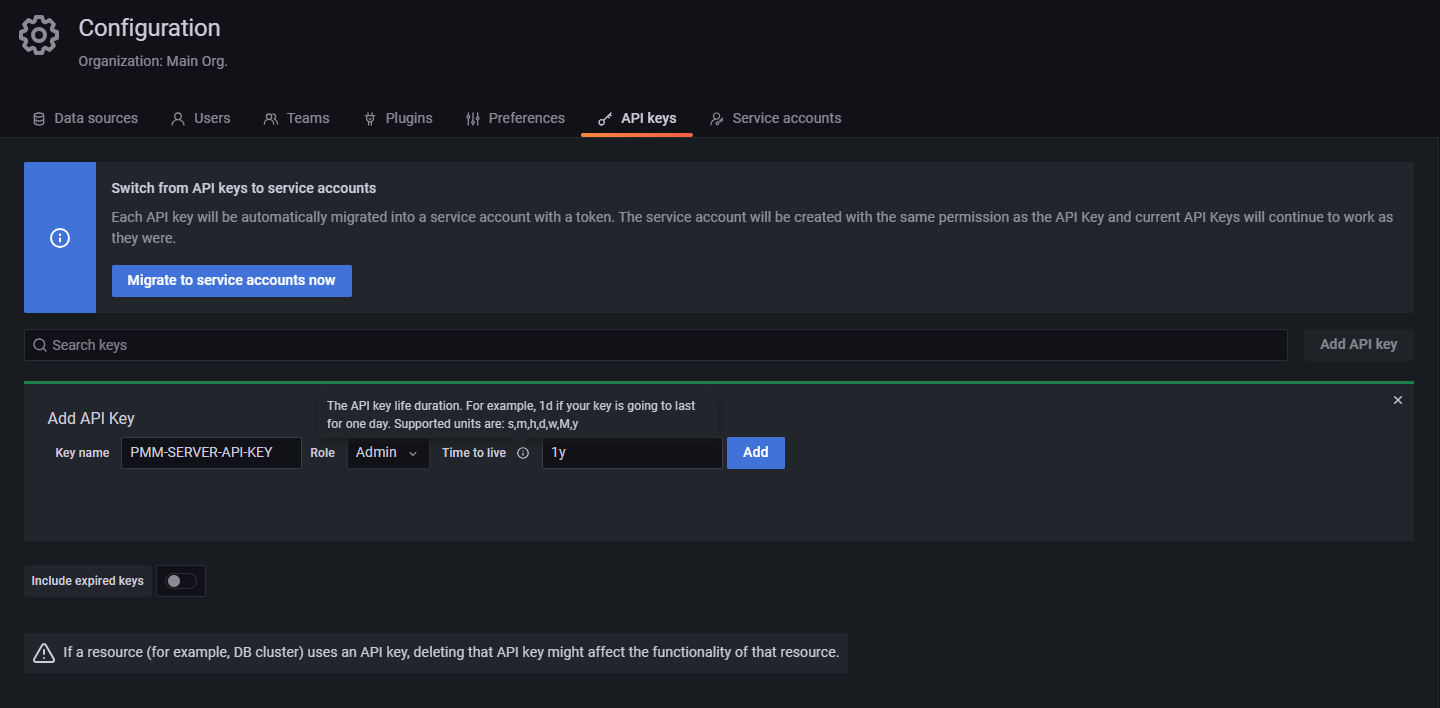 Configuration
Organization: Main Org.
Data sources Users Teams Plugins Preferences API keys Service accounts
Switch from API keys to service accounts
Each API key will be automatically migrated into a service account with a token. The service account will be created with the same permission as the API Key and current API Keys will continue to work as
they were.
Migrate to service accounts now
Search keys Add API key
The API key life duration. For example, 1d if your key is going to last
for one day. Supported units are: s,m,h,d,w,M,y
Add API Key
Key name PMM-SERVER-API-KEY Role Admin Time to live 1y Add
Include expired keys
If a resource (for example, DB cluster) uses an API key, deleting that API key might affect the functionality of that resource.